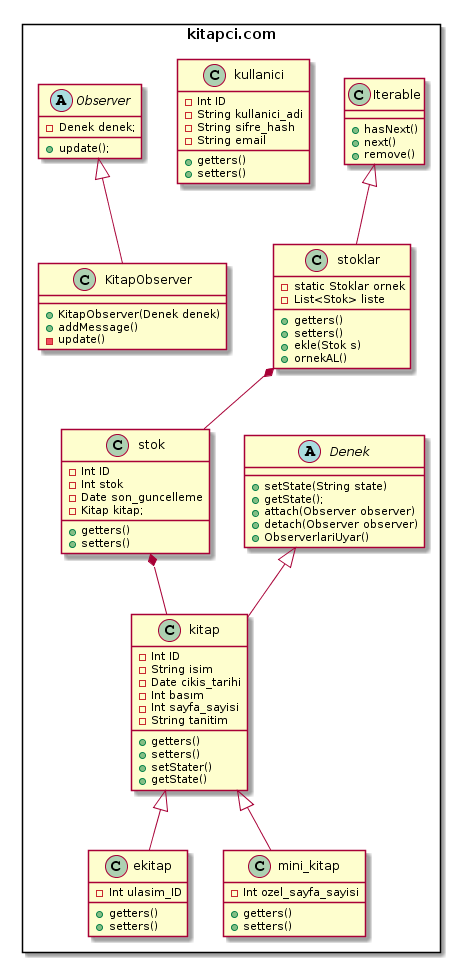 kitapci.com
A Observer
Denek denek;
update();
C kullanici
Int ID
String kullanici_adi
String sifre_hash
String email
getters()
setters()
C Iterable
hasNext()
next()
remove()
C KitapObserver
KitapObserver(Denek denek)
addMessage()
update()
C stoklar
static Stoklar ornek
List<Stok> liste
getters()
setters()
ekle(Stok s)
ornekAL()
C stok
Int ID
Int stok
Date son_guncelleme
Kitap kitap;
getters()
setters()
A Denek
setState(String state)
getState();
attach(Observer observer)
detach(Observer observer)
ObserverlariUyar()
C kitap
Int ID
String isim
Date cikis_tarihi
Int basım
Int sayfa_sayisi
String tanitim
getters()
setters()
setStater()
getState()
C ekitap
Int ulasim_ID
getters()
setters()
C mini_kitap
Int ozel_sayfa_sayisi
getters()
setters()